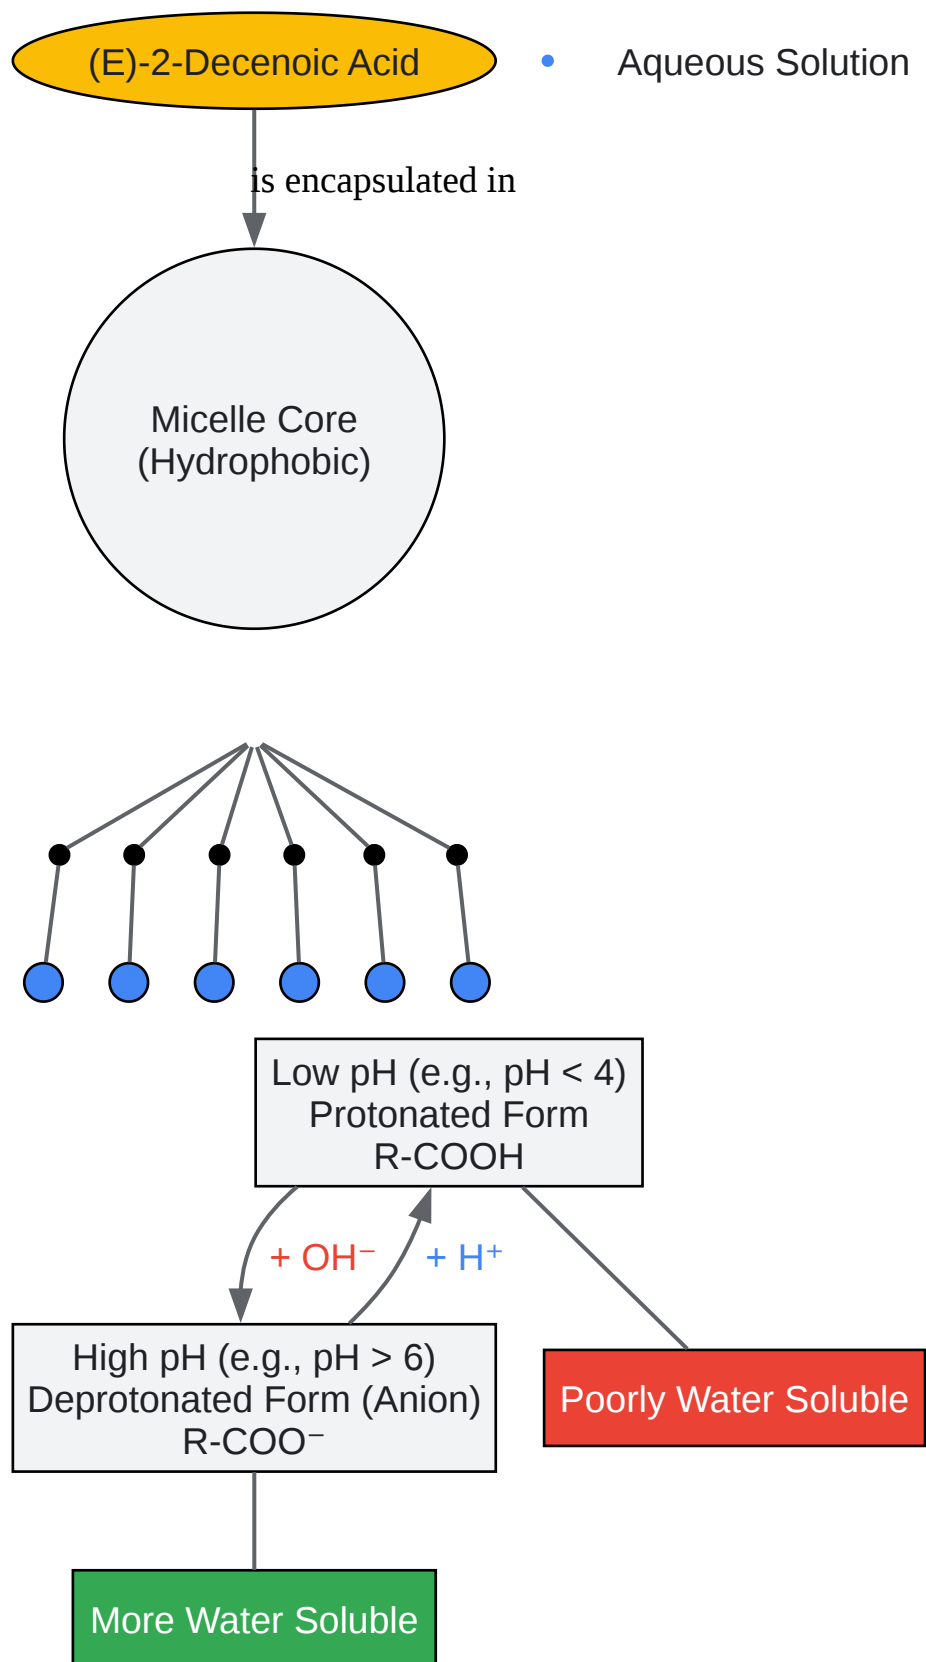 (E)-2-Decenoic Acid
Aqueous Solution
is encapsulated in
Micelle Core
(Hydrophobic)
Low pH (e.g., pH < 4)
Protonated Form
R-COOH
+ OH⁻
+ H⁺
High pH (e.g., pH > 6)
Deprotonated Form (Anion)
R-COO⁻
Poorly Water Soluble
More Water Soluble